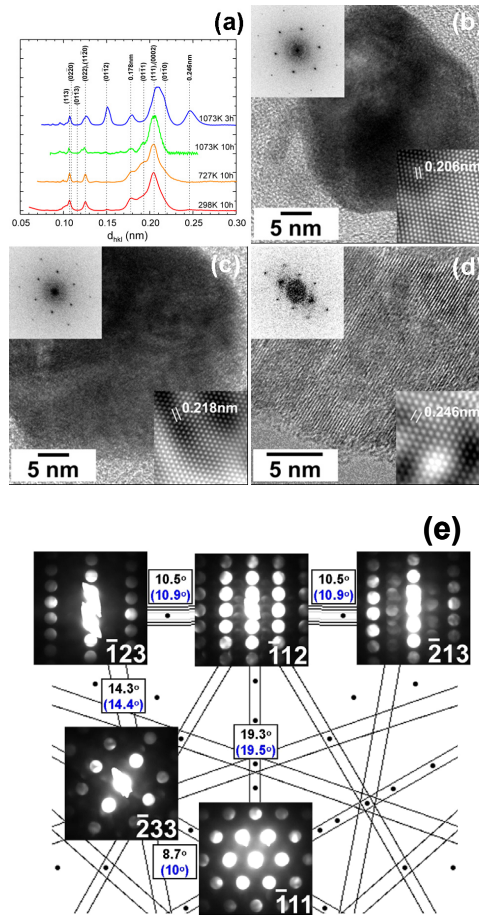 (a)
(113)
(0220)
(0113)
(022),(1120)
(0112)
0.178nm
(0111)
(111),(0002)
(0110)
0.246nm
1073K 3h
1073K 10h
727K 10h
298K 10h
0.05 0.10 0.15 0.20 0.25 0.30
d_hkl (nm)
(b)
0.206nm
5 nm
(c)
0.218nm
5 nm
(d)
0.246nm
5 nm
(e)
1̄23
10.5°
(10.9°)
1̄12
10.5°
(10.9°)
2̄13
14.3°
(14.4°)
19.3°
(19.5°)
2̄33
8.7°
(10°)
1̄11